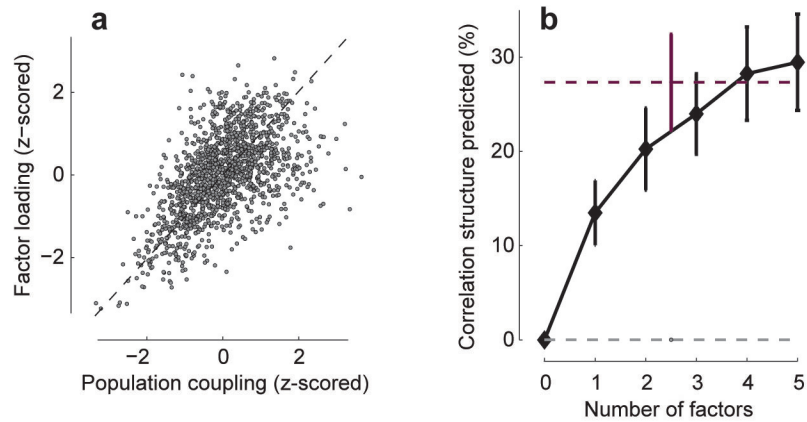 a
Factor loading (z−scored)
2
0
−2
−2
0
2
Population coupling (z-scored)
b
Correlation structure predicted (%)
30
20
10
0
0
1
2
3
4
5
Number of factors